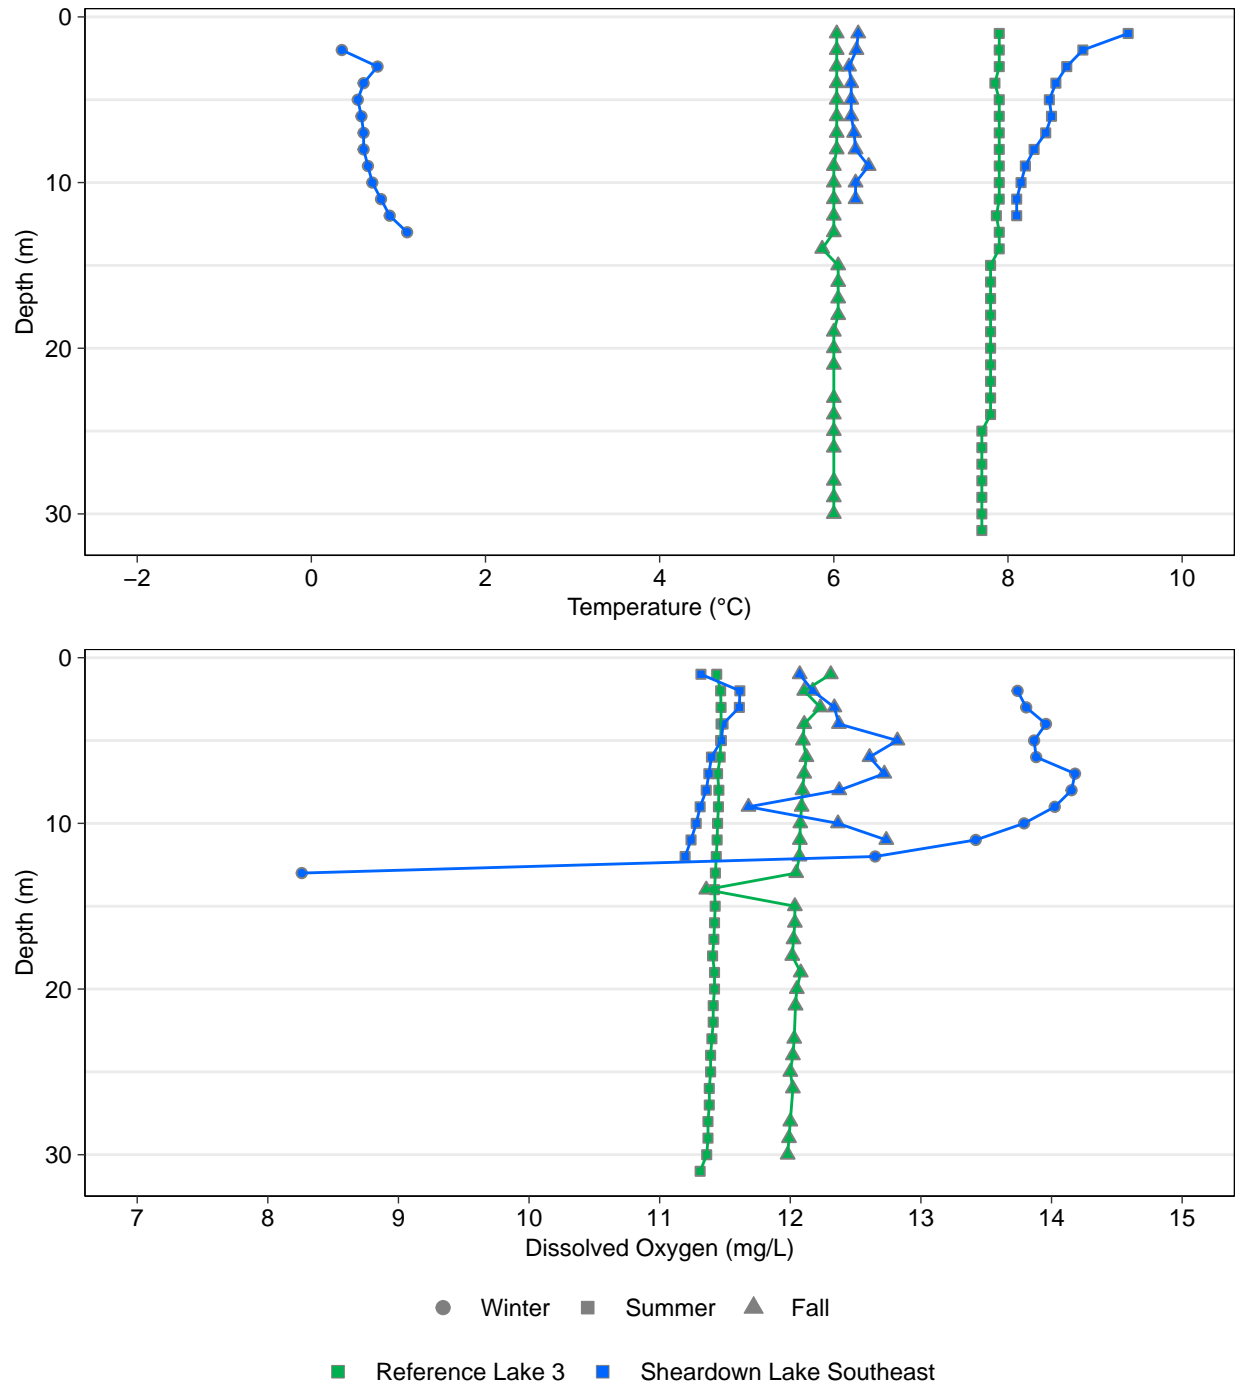 0
10
20
30
Depth (m)
−2 0 2 4 6 8 10
Temperature (°C)
0
10
20
30
Depth (m)
7 8 9 10 11 12 13 14 15
Dissolved Oxygen (mg/L)
Winter Summer Fall
Reference Lake 3 Sheardown Lake Southeast